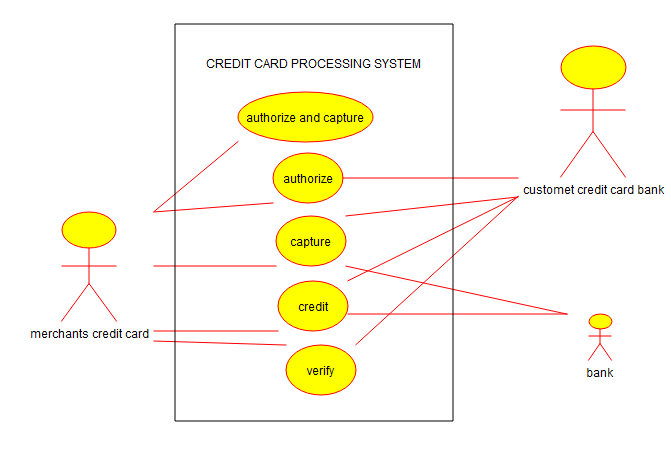 CREDIT CARD PROCESSING SYSTEM
authorize and capture
authorize
customet credit card bank
capture
credit
merchants credit card
verify
bank